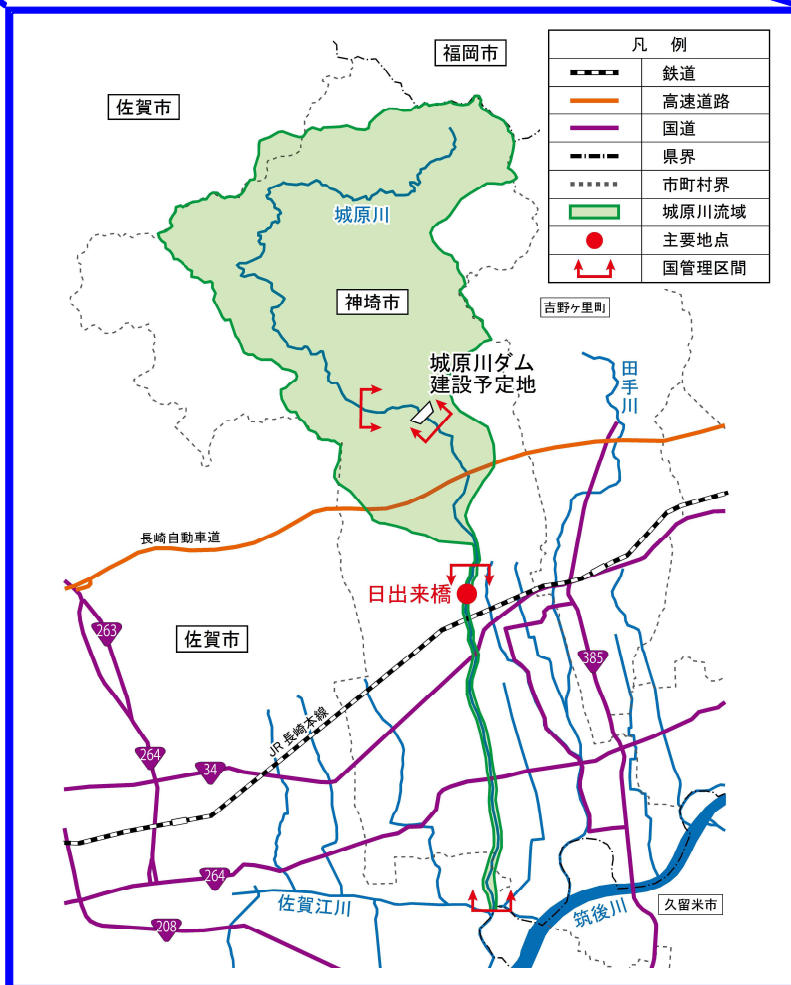 福岡市
佐賀市
凡 例
鉄道
高速道路
国道
県界
市町村界
城原川流域
主要地点
国管理区間
城原川
神埼市
吉野ヶ里町
城原川ダム
建設予定地
田手川
長崎自動車道
日出来橋
263
佐賀市
385
JR長崎本線
264
34
264
佐賀江川
筑後川
久留米市
208